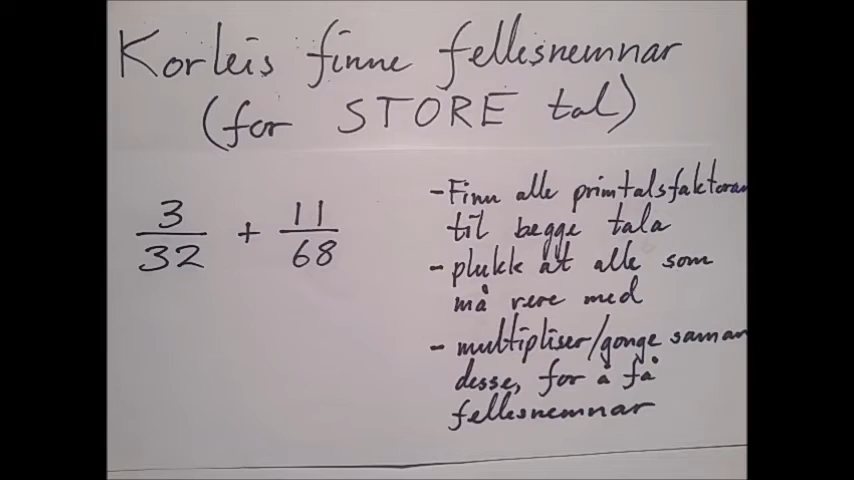 Korleis finne fellesnemnar
(for STORE tal)
3/32 + 11/68
- Finn alle primtalsfaktoran
til begge tala
- plukk ut alle som
må vere med
- multipliser/gonge saman
desse, for å få
fellesnemnar